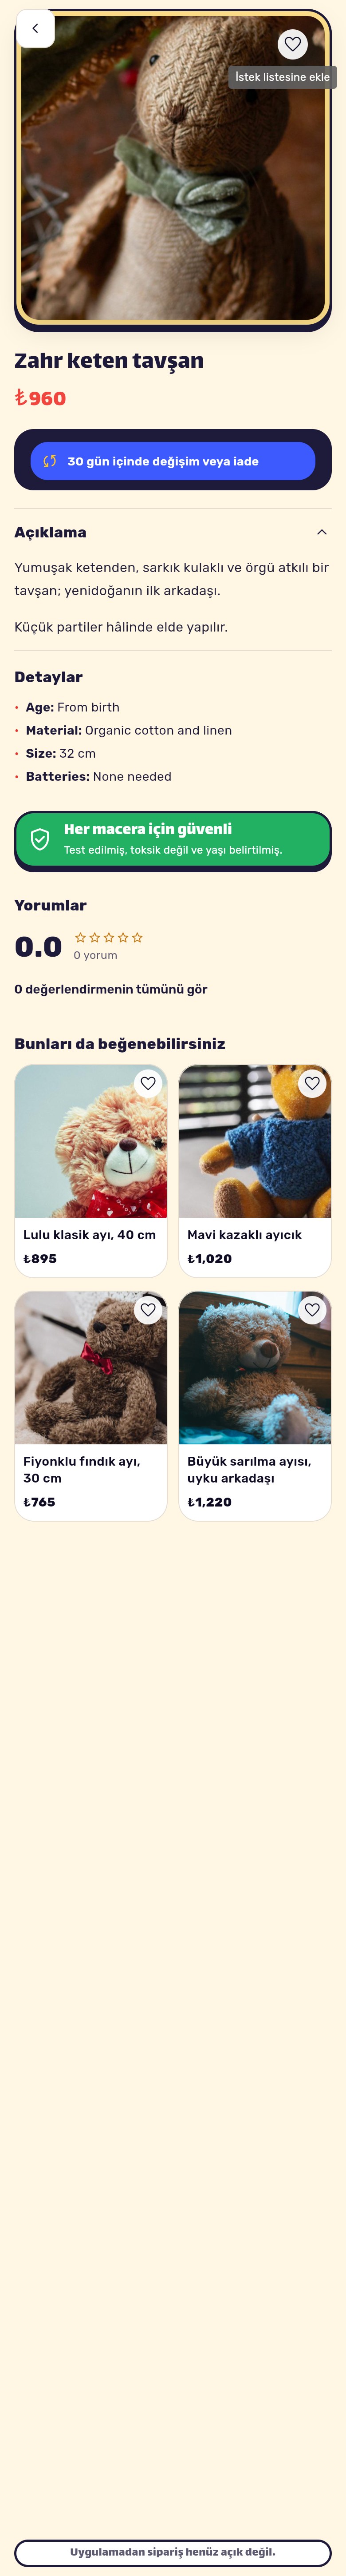 İstek listesine ekle
Zahr keten tavşan
₺960
30 gün içinde değişim veya iade
Açıklama
Yumuşak ketenden, sarkık kulaklı ve örgü atkılı bir
tavşan; yenidoğanın ilk arkadaşı.
Küçük partiler hâlinde elde yapılır.
Detaylar
• Age: From birth
• Material: Organic cotton and linen
• Size: 32 cm
• Batteries: None needed
Her macera için güvenli
Test edilmiş, toksik değil ve yaşı belirtilmiş.
Yorumlar
0.0
0 yorum
0 değerlendirmenin tümünü gör
Bunları da beğenebilirsiniz
Lulu klasik ayı, 40 cm
₺895
Mavi kazaklı ayıcık
₺1,020
Fiyonklu fındık ayı,
30 cm
₺765
Büyük sarılma ayısı,
uyku arkadaşı
₺1,220
Uygulamadan sipariş henüz açık değil.